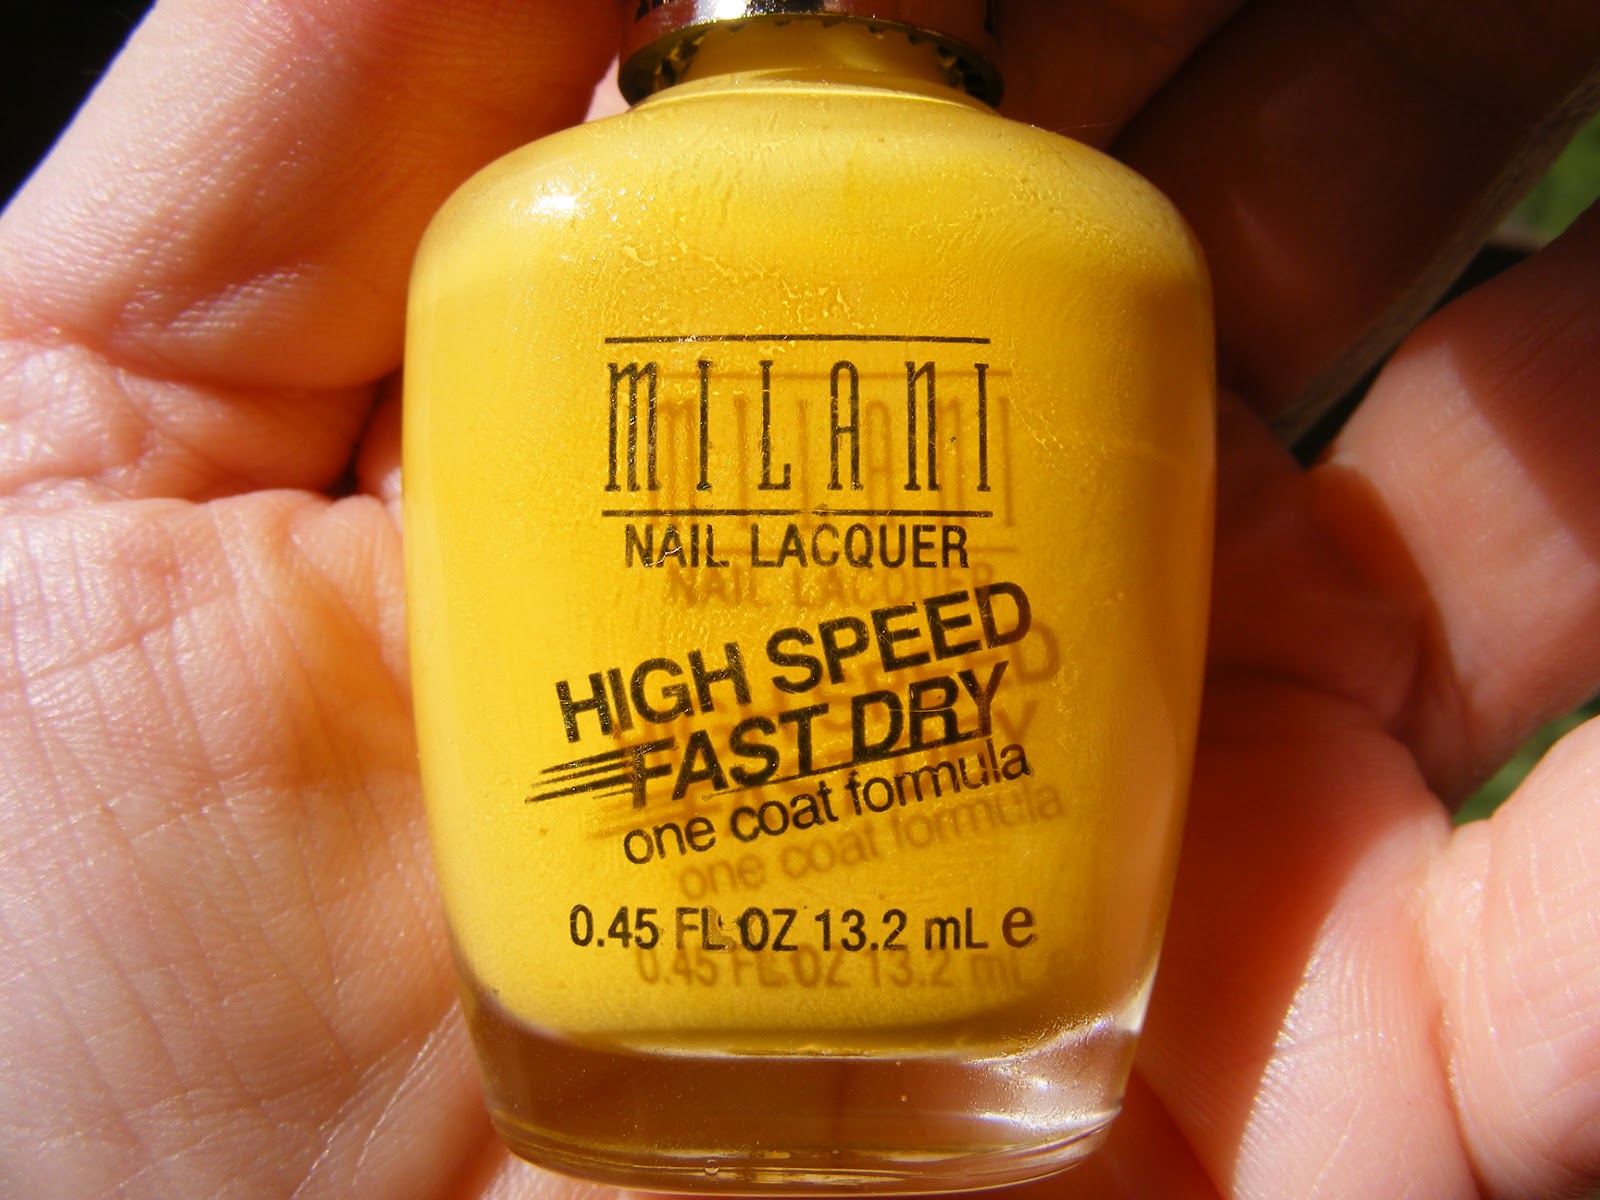 MILANI
NAIL LACQUER
HIGH SPEED
FAST DRY
one coat formula
0.45 FL OZ 13.2 mL e